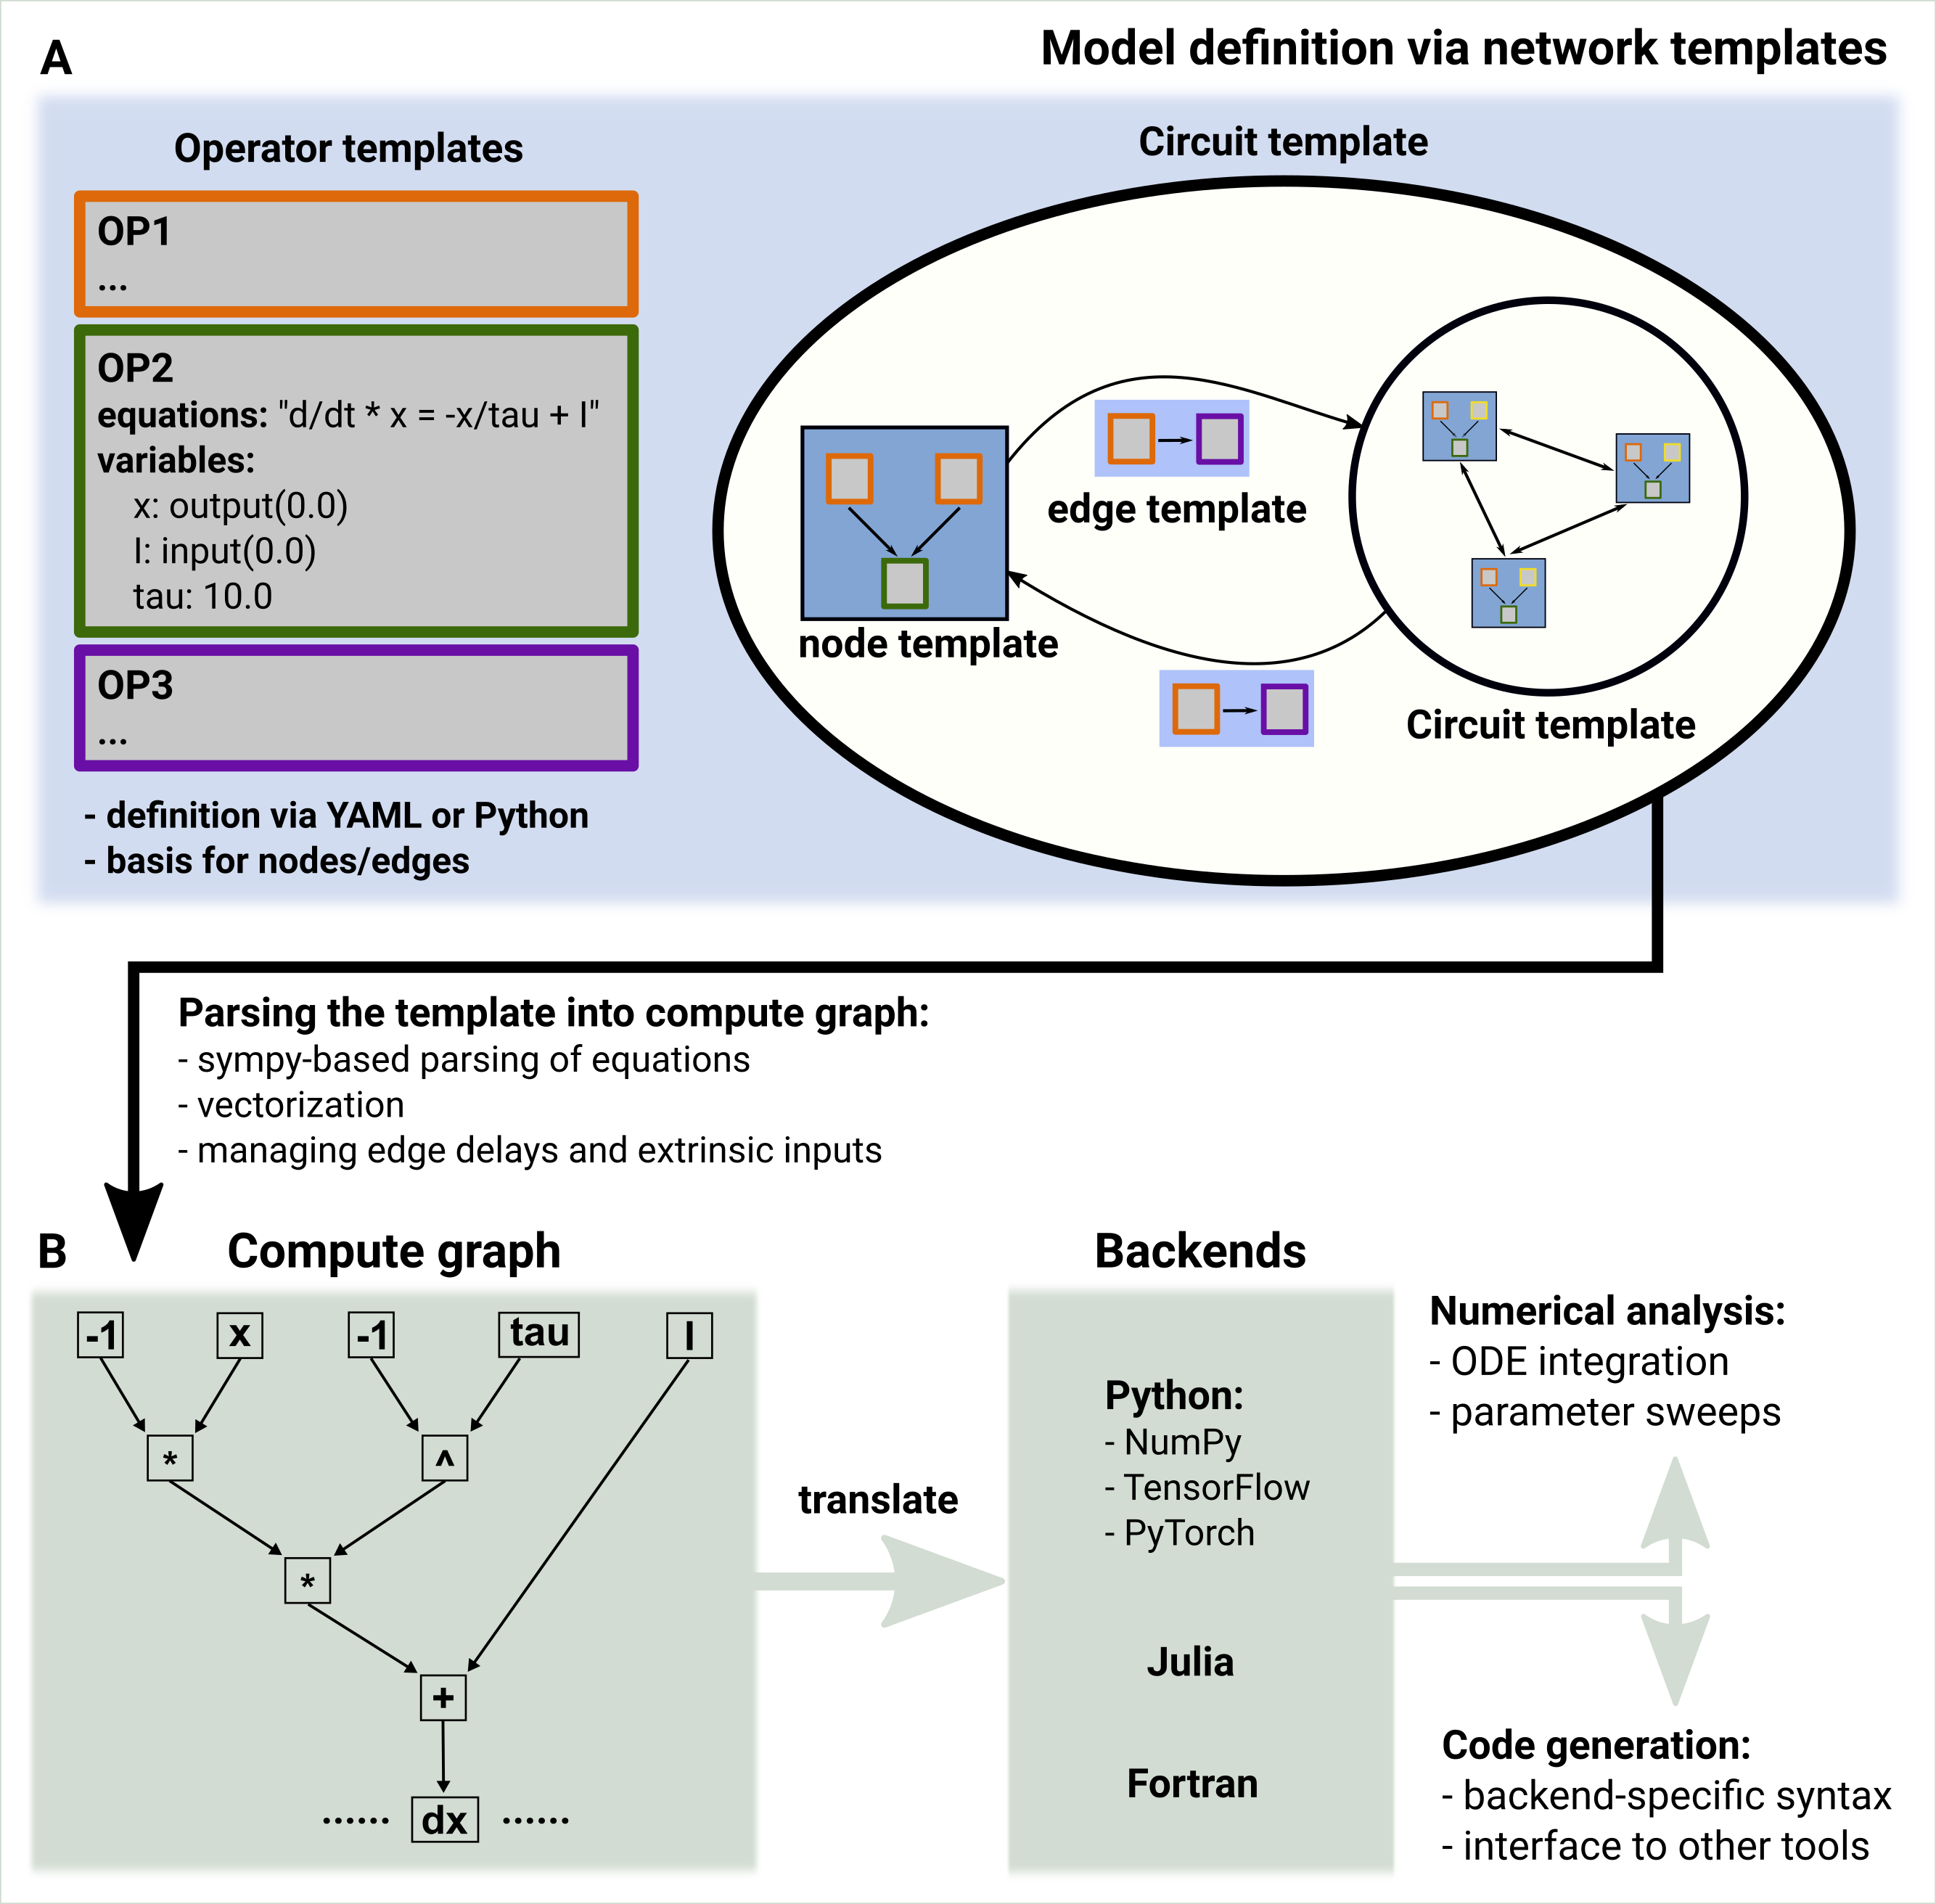 A
Model definition via network templates
Operator templates
OP1
...
OP2
equations: "d/dt * x = -x/tau + I"
variables:
x: output(0.0)
I: input(0.0)
tau: 10.0
OP3
...
- definition via YAML or Python
- basis for nodes/edges
Circuit template
edge template
node template
Circuit template
Parsing the template into compute graph:
- sympy-based parsing of equations
- vectorization
- managing edge delays and extrinsic inputs
B
Compute graph
-1 x -1 tau I
* ^
*
+
...... dx ......
translate
Backends
Python:
- NumPy
- TensorFlow
- PyTorch
Julia
Fortran
Numerical analysis:
- ODE integration
- parameter sweeps
Code generation:
- backend-specific syntax
- interface to other tools